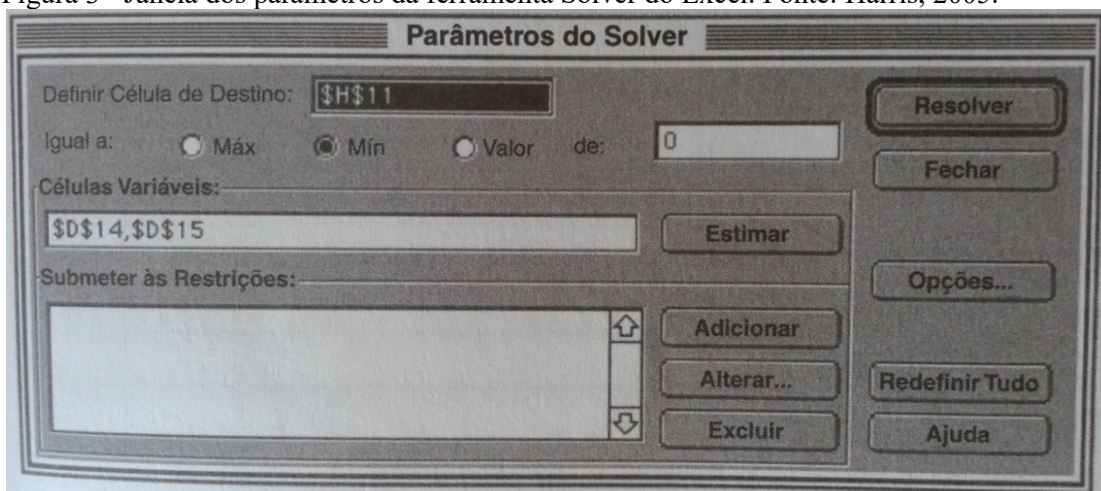 Figura 3 - Janela dos parâmetros da ferramenta Solver do Excel. Fonte: Harris, 2005.
Parâmetros do Solver
Definir Célula de Destino: $H$11
Resolver
Igual a: Máx Mín Valor de: 0
Fechar
Células Variáveis:
$D$14,$D$15
Estimar
Submeter às Restrições:
Opções...
Adicionar
Alterar...
Redefinir Tudo
Excluir
Ajuda